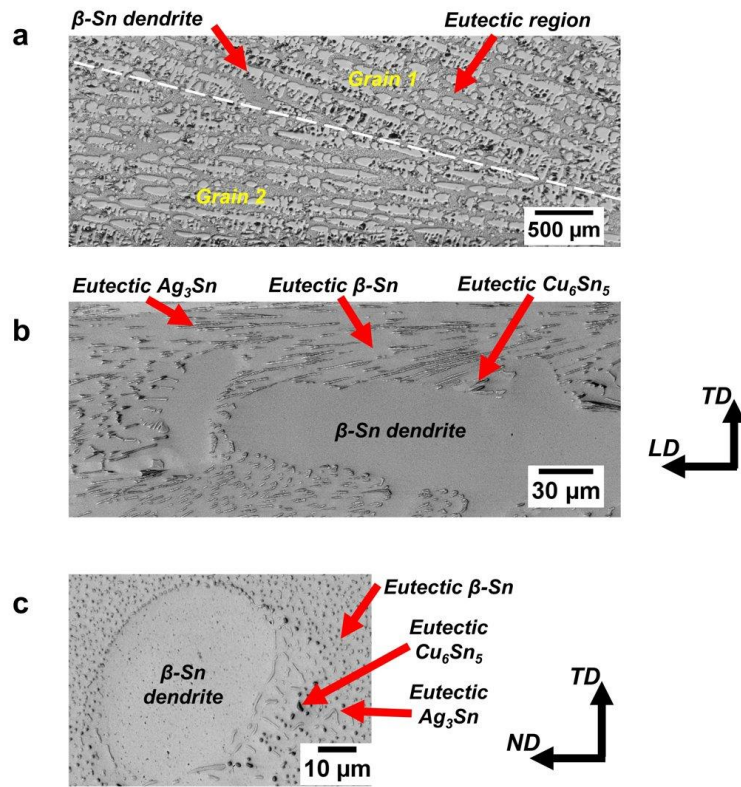 a
β-Sn dendrite
Eutectic region
Grain 1
Grain 2
500 µm
b
Eutectic Ag₃Sn
Eutectic β-Sn
Eutectic Cu₆Sn₅
β-Sn dendrite
30 µm
TD
LD
c
Eutectic β-Sn
Eutectic
Cu₆Sn₅
Eutectic
Ag₃Sn
β-Sn
dendrite
10 µm
TD
ND